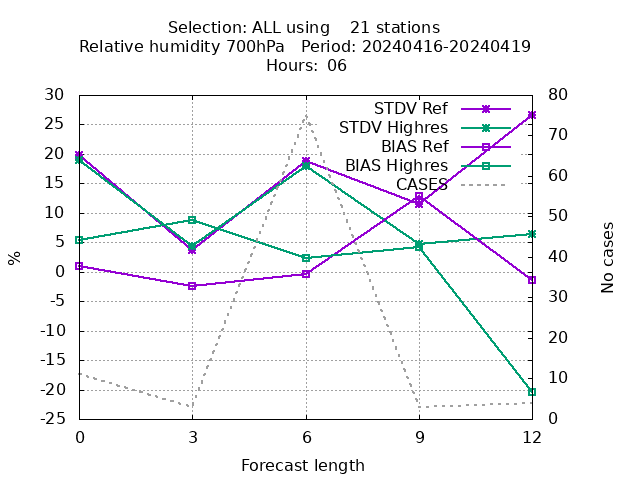 Selection: ALL using    21 stations
Relative humidity 700hPa   Period: 20240416-20240419
Hours: 06
30
25
20
15
10
5
0
-5
-10
-15
-20
-25
%
STDV Ref
STDV Highres
BIAS Ref
BIAS Highres
CASES
80
70
60
50
40
30
20
10
0
No cases
0
3
6
9
12
Forecast length